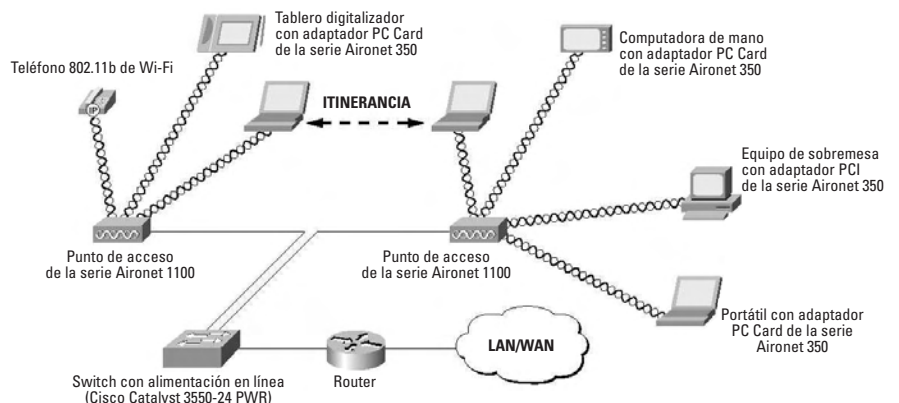 Tablero digitalizador
con adaptador PC Card
de la serie Aironet 350
Computadora de mano
con adaptador PC Card
de la serie Aironet 350
Teléfono 802.11b de Wi-Fi
IP
ITINERANCIA
Equipo de sobremesa
con adaptador PCI
de la serie Aironet 350
Punto de acceso
de la serie Aironet 1100
Punto de acceso
de la serie Aironet 1100
Portátil con adaptador
PC Card de la serie
Aironet 350
LAN/WAN
Switch con alimentación en línea
(Cisco Catalyst 3550-24 PWR)
Router